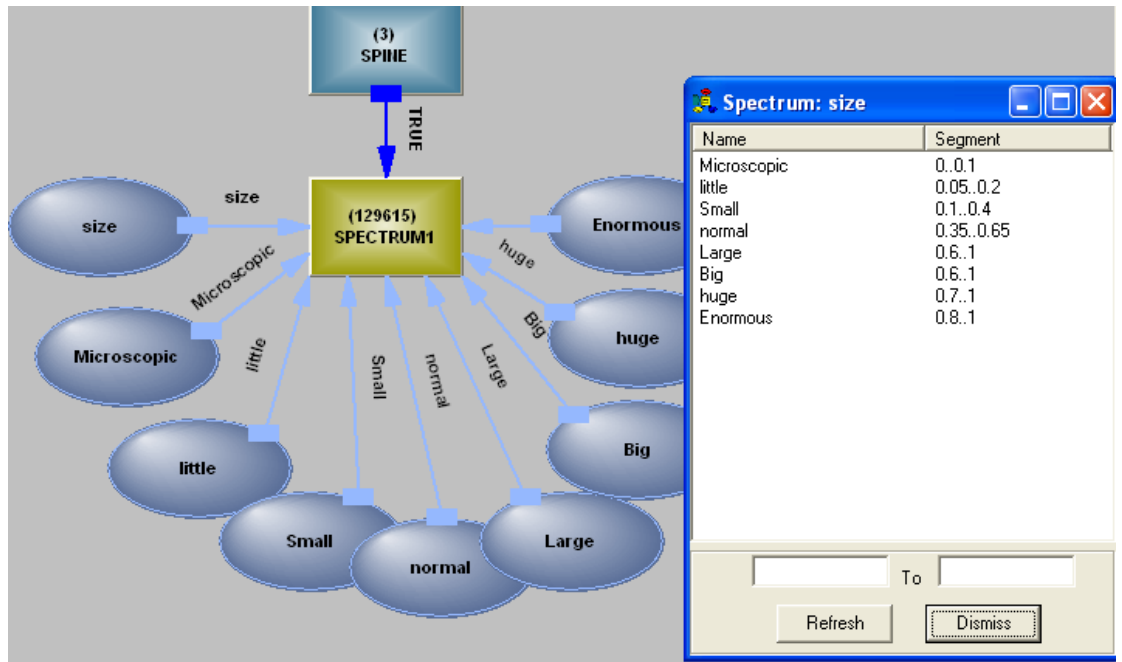 (3)
SPINE
TRUE
(129615)
SPECTRUM1
size
size
Microscopic
Microscopic
little
little
Small
Small
normal
normal
Large
Large
Big
Big
huge
huge
Enormous
Spectrum: size
Name Segment
Microscopic 0..0.1
little 0.05..0.2
Small 0.1..0.4
normal 0.35..0.65
Large 0.6..1
Big 0.6..1
huge 0.7..1
Enormous 0.8..1
To
Refresh Dismiss